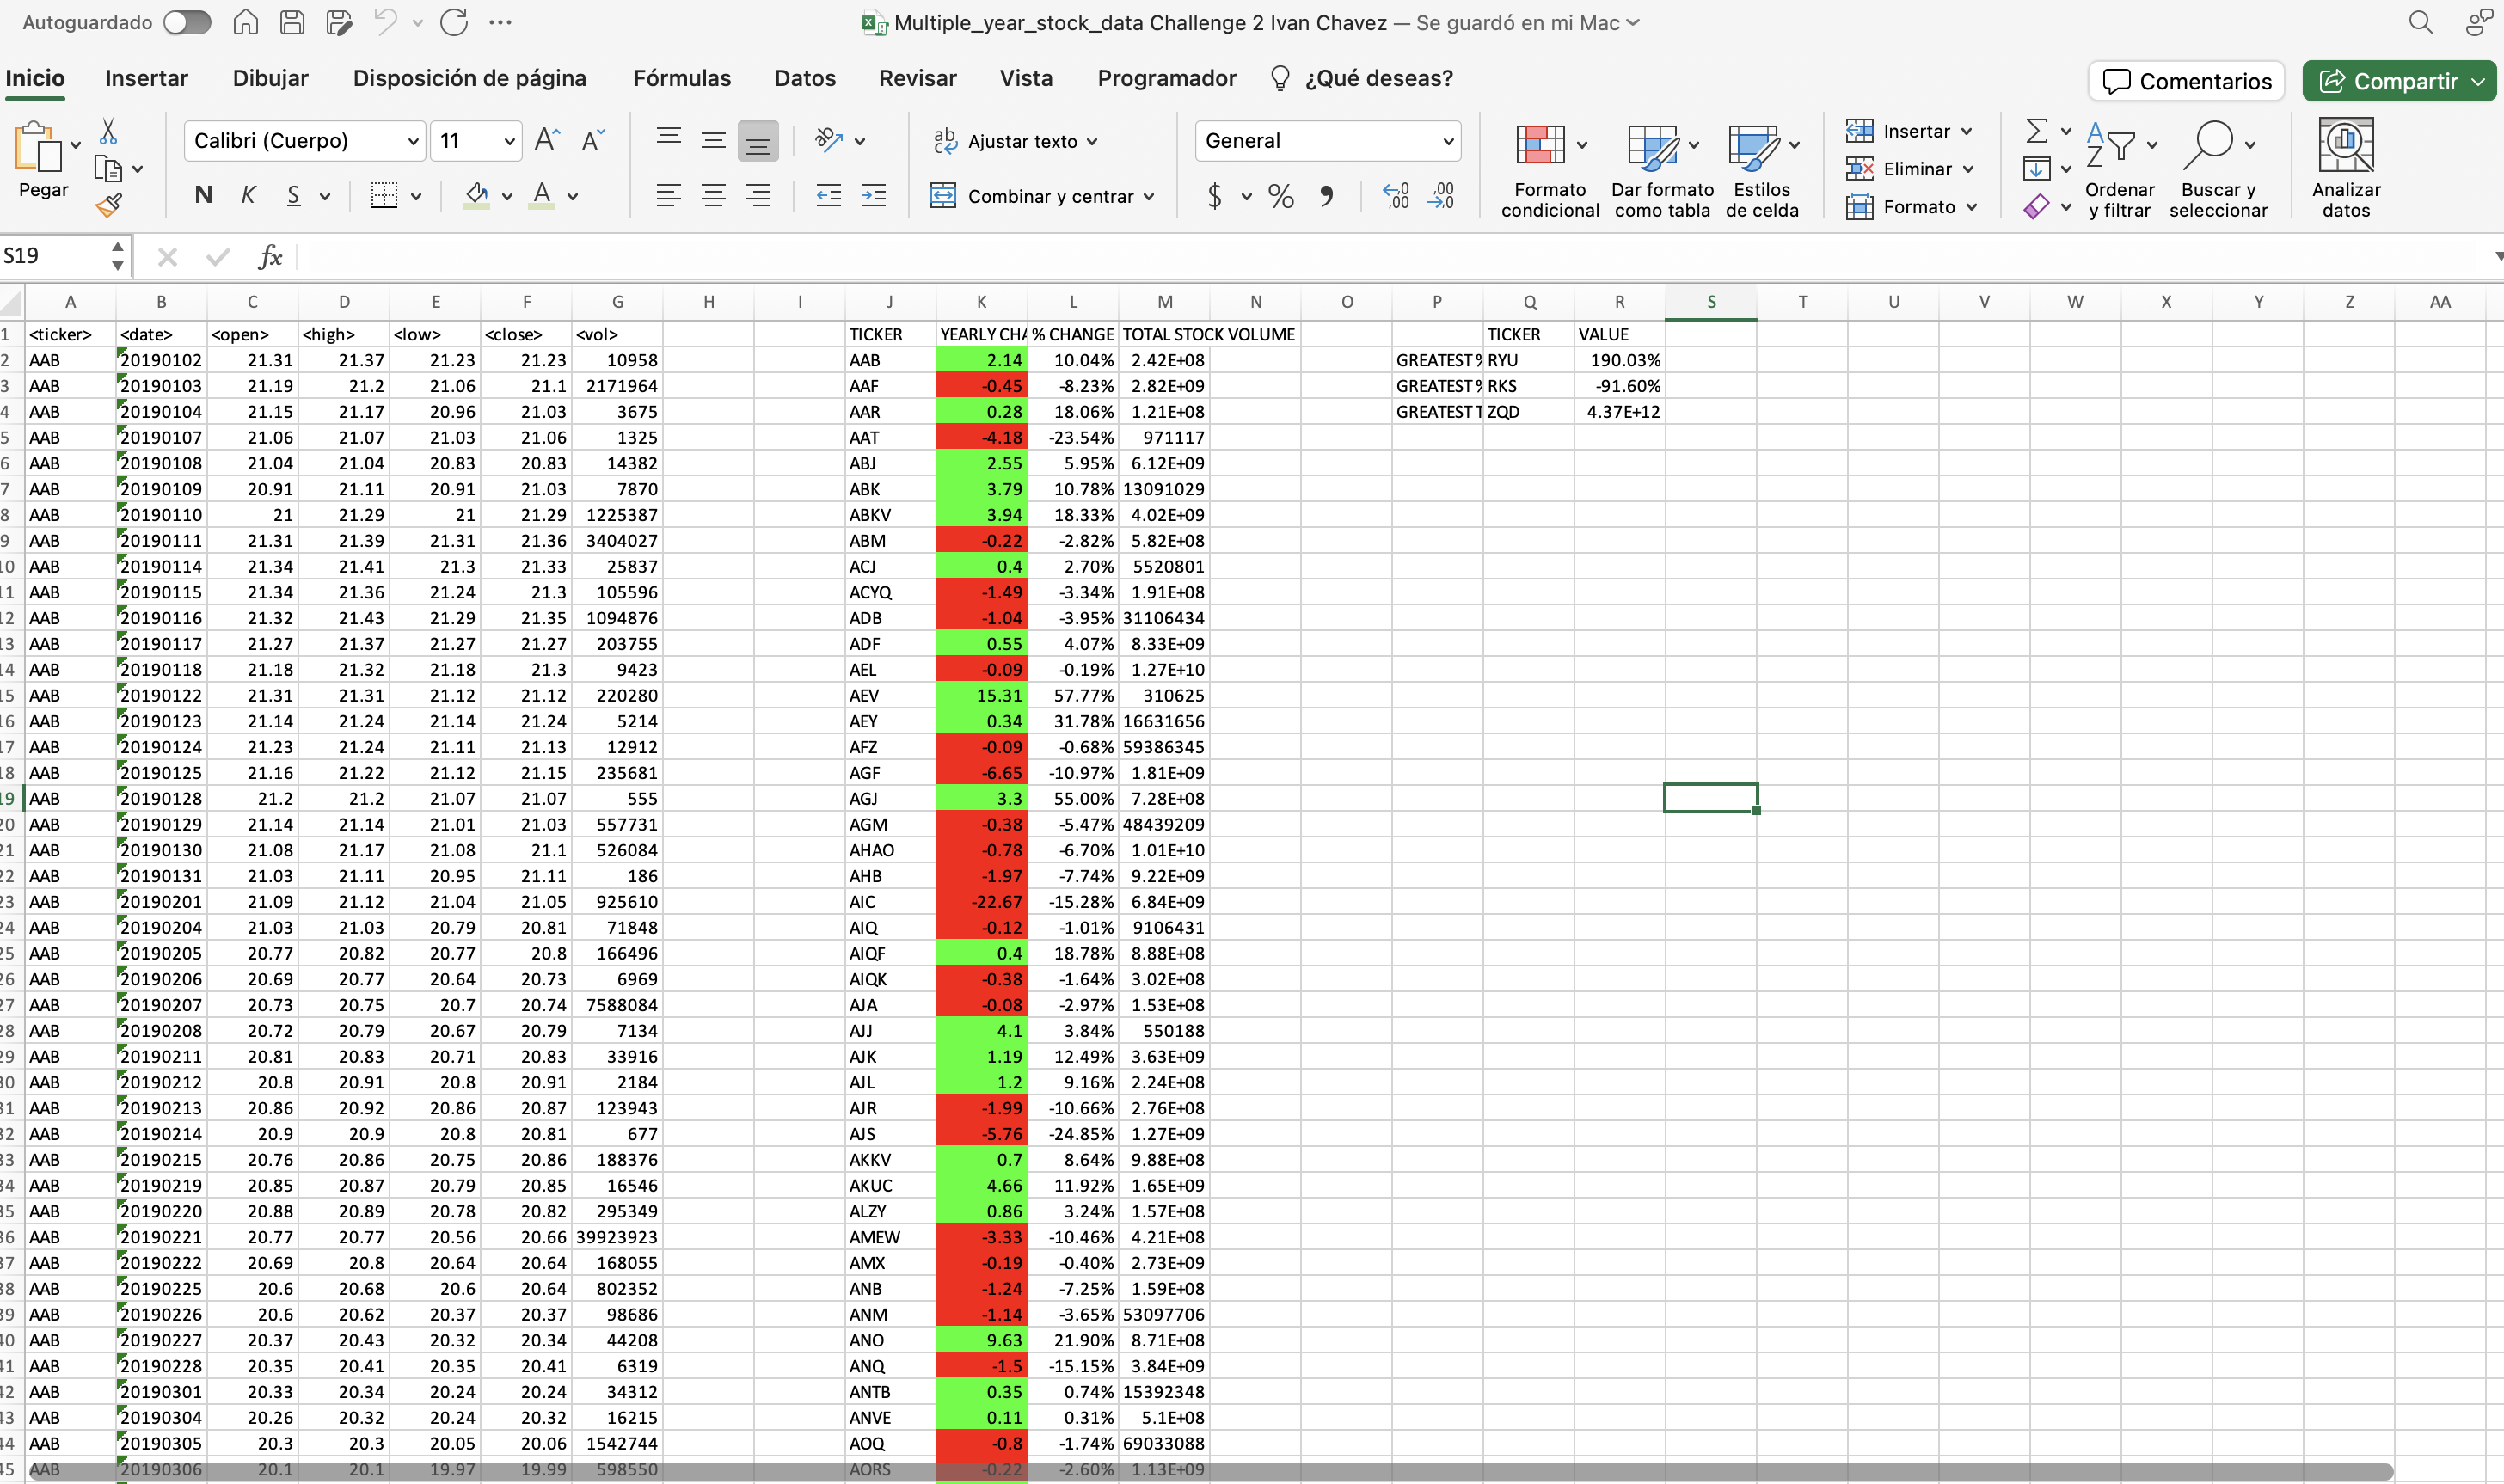 Autoguardado Multiple_year_stock_data Challenge 2 Ivan Chavez — Se guardó en mi Mac
Inicio Insertar Dibujar Disposición de página Fórmulas Datos Revisar Vista Programador ¿Qué deseas? Comentarios Compartir
Pegar Calibri (Cuerpo) 11 Ajustar texto General Formato condicional Dar formato como tabla Estilos de celda Insertar Eliminar Formato Ordenar y filtrar Buscar y seleccionar Analizar datos
N K S Combinar y centrar $ %
S19 fx
A B C D E F G H I J K L M N O P Q R S T U V W X Y Z AA
1 <ticker> <date> <open> <high> <low> <close> <vol> TICKER YEARLY CHA % CHANGE TOTAL STOCK VOLUME TICKER VALUE
2 AAB 20190102 21.31 21.37 21.23 21.23 10958 AAB 2.14 10.04% 2.42E+08 GREATEST % RYU 190.03%
3 AAB 20190103 21.19 21.2 21.06 21.1 2171964 AAF -0.45 -8.23% 2.82E+09 GREATEST % RKS -91.60%
4 AAB 20190104 21.15 21.17 20.96 21.03 3675 AAR 0.28 18.06% 1.21E+08 GREATEST T ZQD 4.37E+12
5 AAB 20190107 21.06 21.07 21.03 21.06 1325 AAT -4.18 -23.54% 971117
6 AAB 20190108 21.04 21.04 20.83 20.83 14382 ABJ 2.55 5.95% 6.12E+09
7 AAB 20190109 20.91 21.11 20.91 21.03 7870 ABK 3.79 10.78% 13091029
8 AAB 20190110 21 21.29 21 21.29 1225387 ABKV 3.94 18.33% 4.02E+09
9 AAB 20190111 21.31 21.39 21.31 21.36 3404027 ABM -0.22 -2.82% 5.82E+08
10 AAB 20190114 21.34 21.41 21.3 21.33 25837 ACJ 0.4 2.70% 5520801
11 AAB 20190115 21.34 21.36 21.24 21.3 105596 ACYQ -1.49 -3.34% 1.91E+08
12 AAB 20190116 21.32 21.43 21.29 21.35 1094876 ADB -1.04 -3.95% 31106434
13 AAB 20190117 21.27 21.37 21.27 21.27 203755 ADF 0.55 4.07% 8.33E+09
14 AAB 20190118 21.18 21.32 21.18 21.3 9423 AEL -0.09 -0.19% 1.27E+10
15 AAB 20190122 21.31 21.31 21.12 21.12 220280 AEV 15.31 57.77% 310625
16 AAB 20190123 21.14 21.24 21.14 21.24 5214 AEY 0.34 31.78% 16631656
17 AAB 20190124 21.23 21.24 21.11 21.13 12912 AFZ -0.09 -0.68% 59386345
18 AAB 20190125 21.16 21.22 21.12 21.15 235681 AGF -6.65 -10.97% 1.81E+09
19 AAB 20190128 21.2 21.2 21.07 21.07 555 AGJ 3.3 55.00% 7.28E+08
20 AAB 20190129 21.14 21.14 21.01 21.03 557731 AGM -0.38 -5.47% 48439209
21 AAB 20190130 21.08 21.17 21.08 21.1 526084 AHAO -0.78 -6.70% 1.01E+10
22 AAB 20190131 21.03 21.11 20.95 21.11 186 AHB -1.97 -7.74% 9.22E+09
23 AAB 20190201 21.09 21.12 21.04 21.05 925610 AIC -22.67 -15.28% 6.84E+09
24 AAB 20190204 21.03 21.03 20.79 20.81 71848 AIQ -0.12 -1.01% 9106431
25 AAB 20190205 20.77 20.82 20.77 20.8 166496 AIQF 0.4 18.78% 8.88E+08
26 AAB 20190206 20.69 20.77 20.64 20.73 6969 AIQK -0.38 -1.64% 3.02E+08
27 AAB 20190207 20.73 20.75 20.7 20.74 7588084 AJA -0.08 -2.97% 1.53E+08
28 AAB 20190208 20.72 20.79 20.67 20.79 7134 AJJ 4.1 3.84% 550188
29 AAB 20190211 20.81 20.83 20.71 20.83 33916 AJK 1.19 12.49% 3.63E+09
30 AAB 20190212 20.8 20.91 20.8 20.91 2184 AJL 1.2 9.16% 2.24E+08
31 AAB 20190213 20.86 20.92 20.86 20.87 123943 AJR -1.99 -10.66% 2.76E+08
32 AAB 20190214 20.9 20.9 20.8 20.81 677 AJS -5.76 -24.85% 1.27E+09
33 AAB 20190215 20.76 20.86 20.75 20.86 188376 AKKV 0.7 8.64% 9.88E+08
34 AAB 20190219 20.85 20.87 20.79 20.85 16546 AKUC 4.66 11.92% 1.65E+09
35 AAB 20190220 20.88 20.89 20.78 20.82 295349 ALZY 0.86 3.24% 1.57E+08
36 AAB 20190221 20.77 20.77 20.56 20.66 39923923 AMEW -3.33 -10.46% 4.21E+08
37 AAB 20190222 20.69 20.8 20.64 20.64 168055 AMX -0.19 -0.40% 2.73E+09
38 AAB 20190225 20.6 20.68 20.6 20.64 802352 ANB -1.24 -7.25% 1.59E+08
39 AAB 20190226 20.6 20.62 20.37 20.37 98686 ANM -1.14 -3.65% 53097706
40 AAB 20190227 20.37 20.43 20.32 20.34 44208 ANO 9.63 21.90% 8.71E+08
41 AAB 20190228 20.35 20.41 20.35 20.41 6319 ANQ -1.5 -15.15% 3.84E+09
42 AAB 20190301 20.33 20.34 20.24 20.24 34312 ANTB 0.35 0.74% 15392348
43 AAB 20190304 20.26 20.32 20.24 20.32 16215 ANVE 0.11 0.31% 5.1E+08
44 AAB 20190305 20.3 20.3 20.05 20.06 1542744 AOQ -0.8 -1.74% 69033088
45 AAB 20190306 20.1 20.1 19.97 19.99 598550 AORS -0.22 -2.60% 1.13E+09